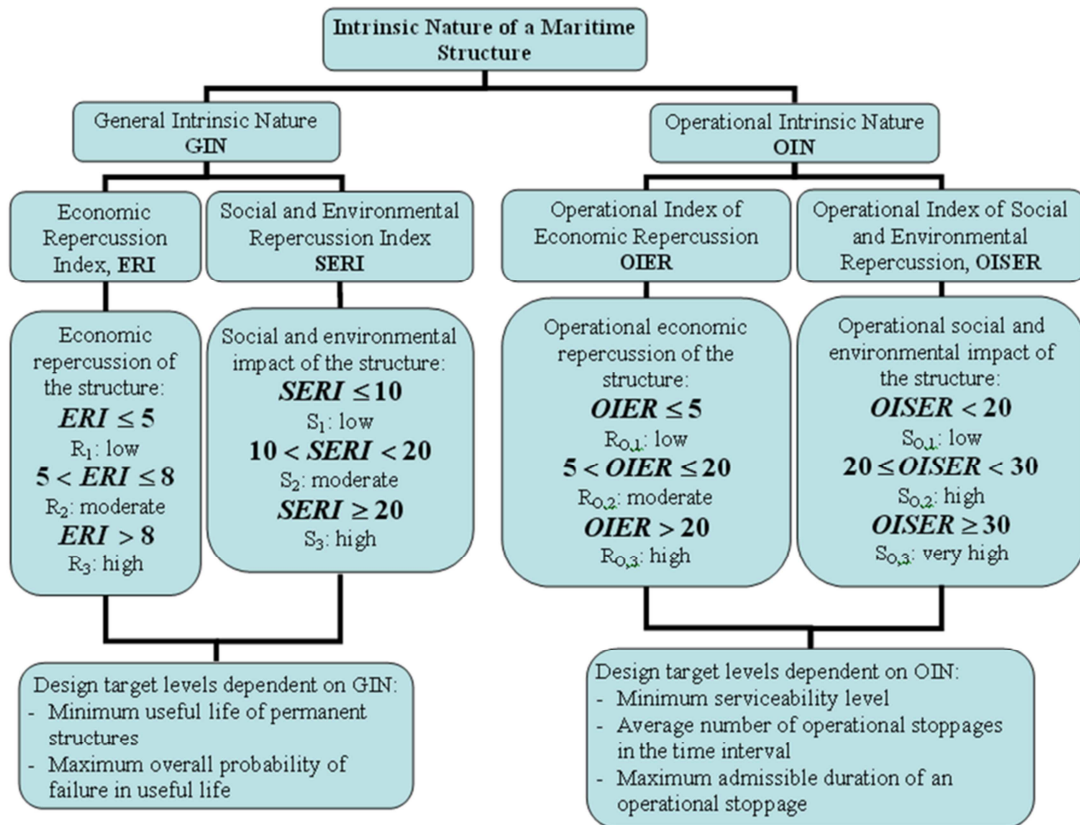 Intrinsic Nature of a Maritime
Structure
General Intrinsic Nature
GIN
Operational Intrinsic Nature
OIN
Economic
Repercussion
Index, ERI
Social and Environmental
Repercussion Index
SERI
Operational Index of
Economic Repercussion
OIER
Operational Index of Social
and Environmental
Repercussion, OISER
Economic
repercussion of
the structure:
ERI ≤ 5
R₁: low
5 < ERI ≤ 8
R₂: moderate
ERI > 8
R₃: high
Social and environmental
impact of the structure:
SERI ≤ 10
S₁: low
10 < SERI < 20
S₂: moderate
SERI ≥ 20
S₃: high
Operational economic
repercussion of the
structure:
OIER ≤ 5
R₀,₁: low
5 < OIER ≤ 20
R₀,₂: moderate
OIER > 20
R₀,₃: high
Operational social and
environmental impact of
the structure:
OISER < 20
S₀,₁: low
20 ≤ OISER < 30
S₀,₂: high
OISER ≥ 30
S₀,₃: very high
Design target levels dependent on GIN:
- Minimum useful life of permanent
structures
- Maximum overall probability of
failure in useful life
Design target levels dependent on OIN:
- Minimum serviceability level
- Average number of operational stoppages
in the time interval
- Maximum admissible duration of an
operational stoppage